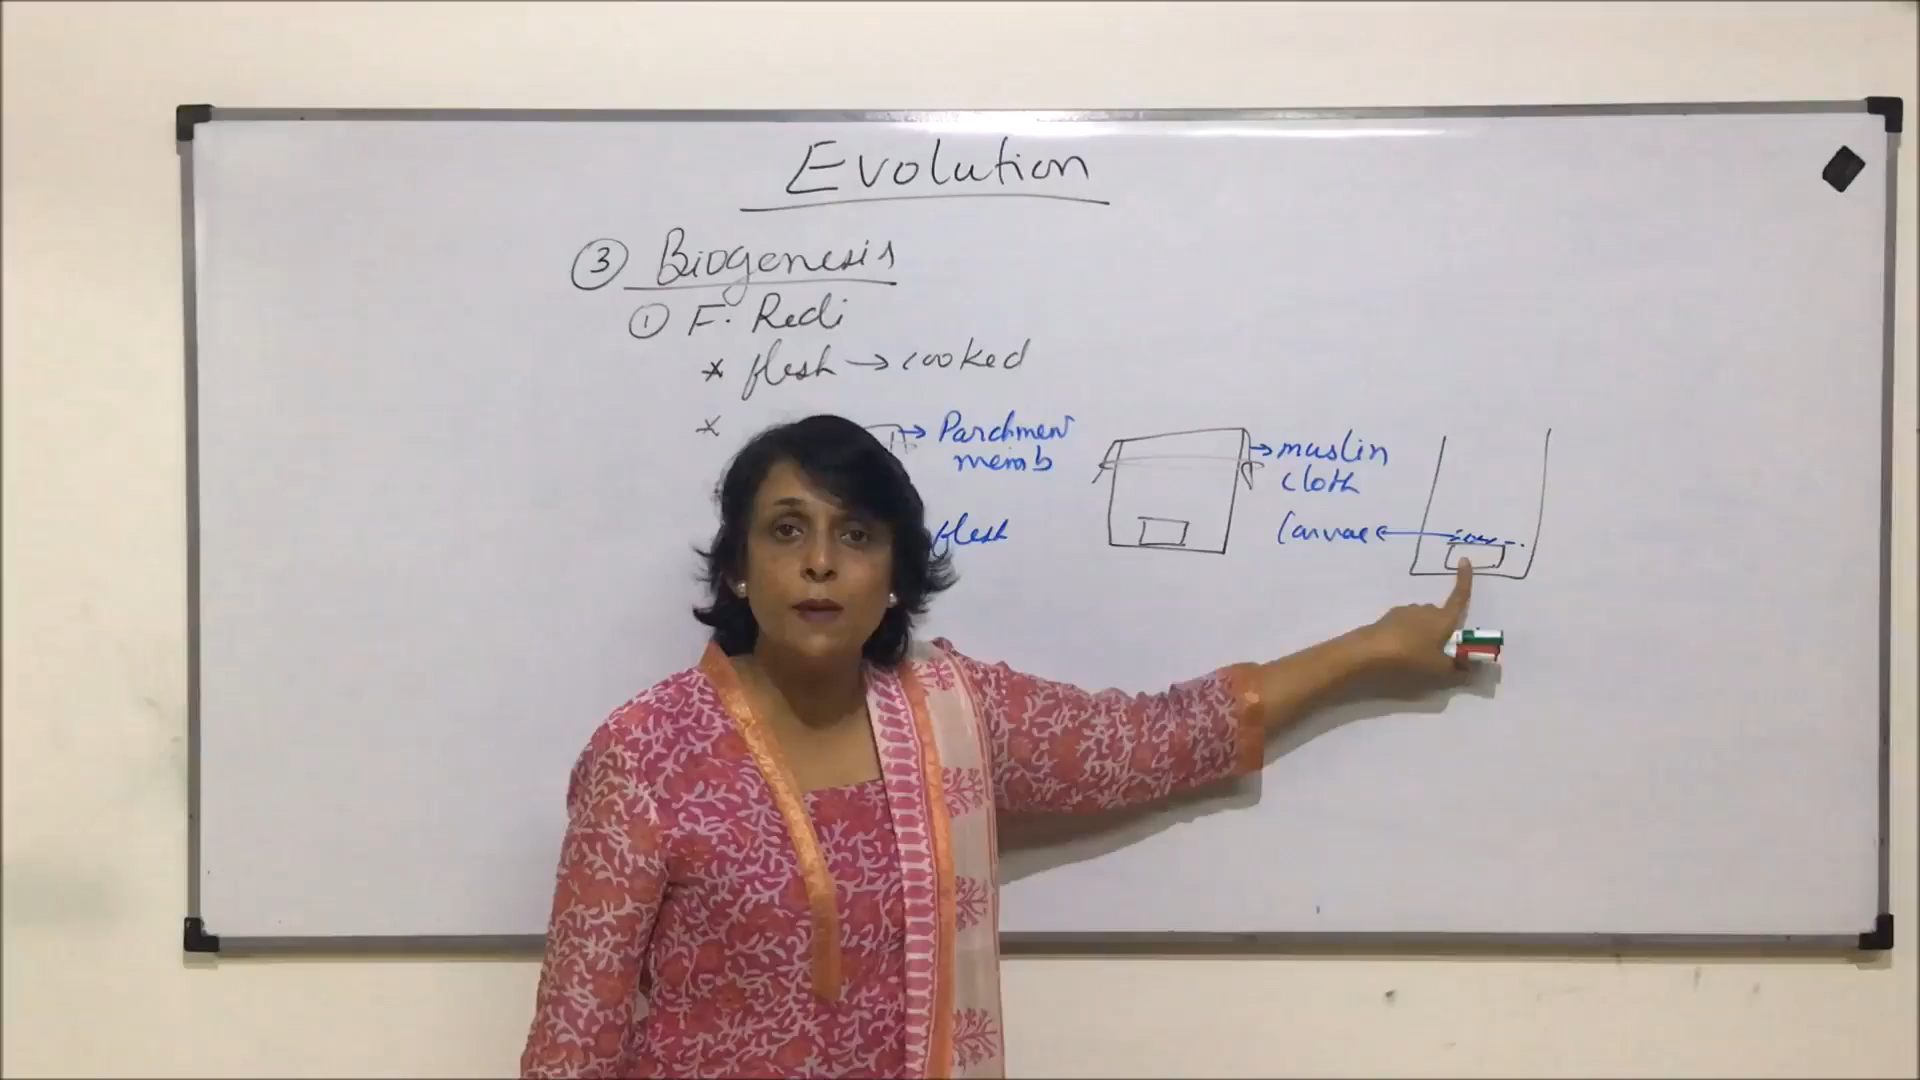 Evolution
③ Biogenesis
① F. Redi
* flesh → cooked
*
→ Parchment
memb
flesh
→ muslin
cloth
larvae ←